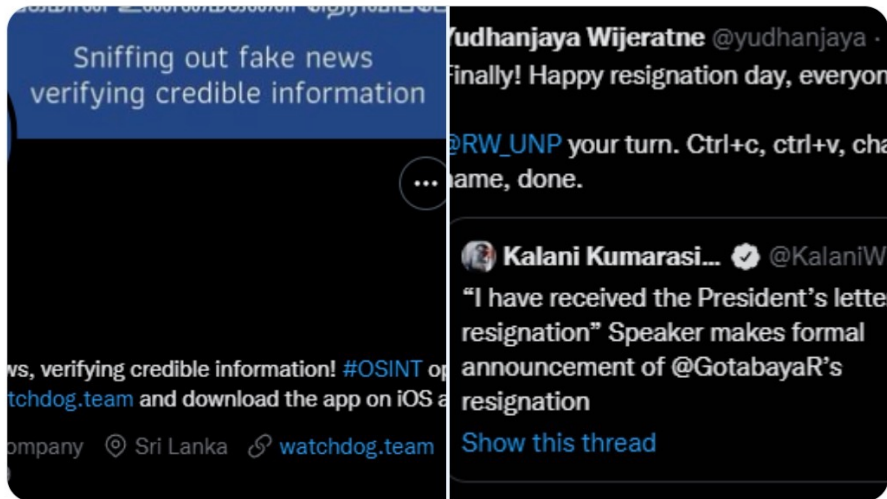 Sniffing out fake news
verifying credible information
ws, verifying credible information! #OSINT op
tchdog.team and download the app on iOS a
ompany Sri Lanka watchdog.team
Yudhanjaya Wijeratne @yudhanjaya ·
Finally! Happy resignation day, everyon
@RW_UNP your turn. Ctrl+c, ctrl+v, cha
name, done.
Kalani Kumarasi... @KalaniW
“I have received the President’s lette
resignation” Speaker makes formal
announcement of @GotabayaR’s
resignation
Show this thread